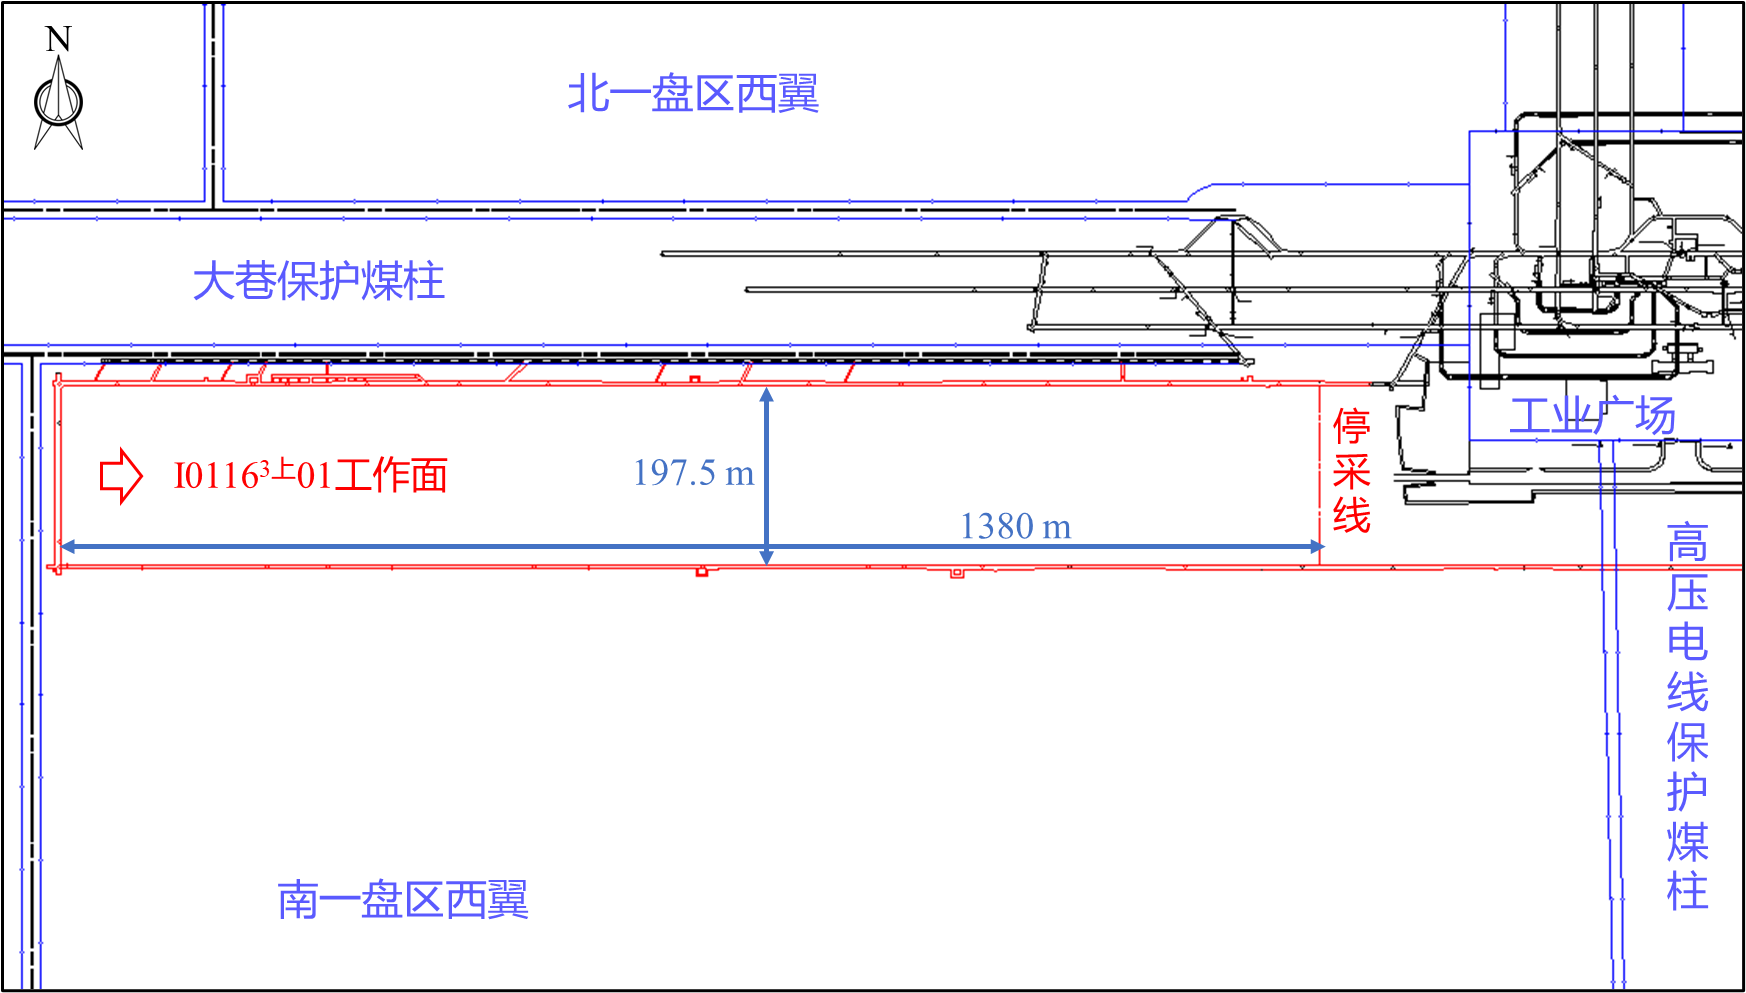 N
北一盘区西翼
大巷保护煤柱
工业广场
停采线
I0116³上01工作面
197.5 m
1380 m
高压电线保护煤柱
南一盘区西翼